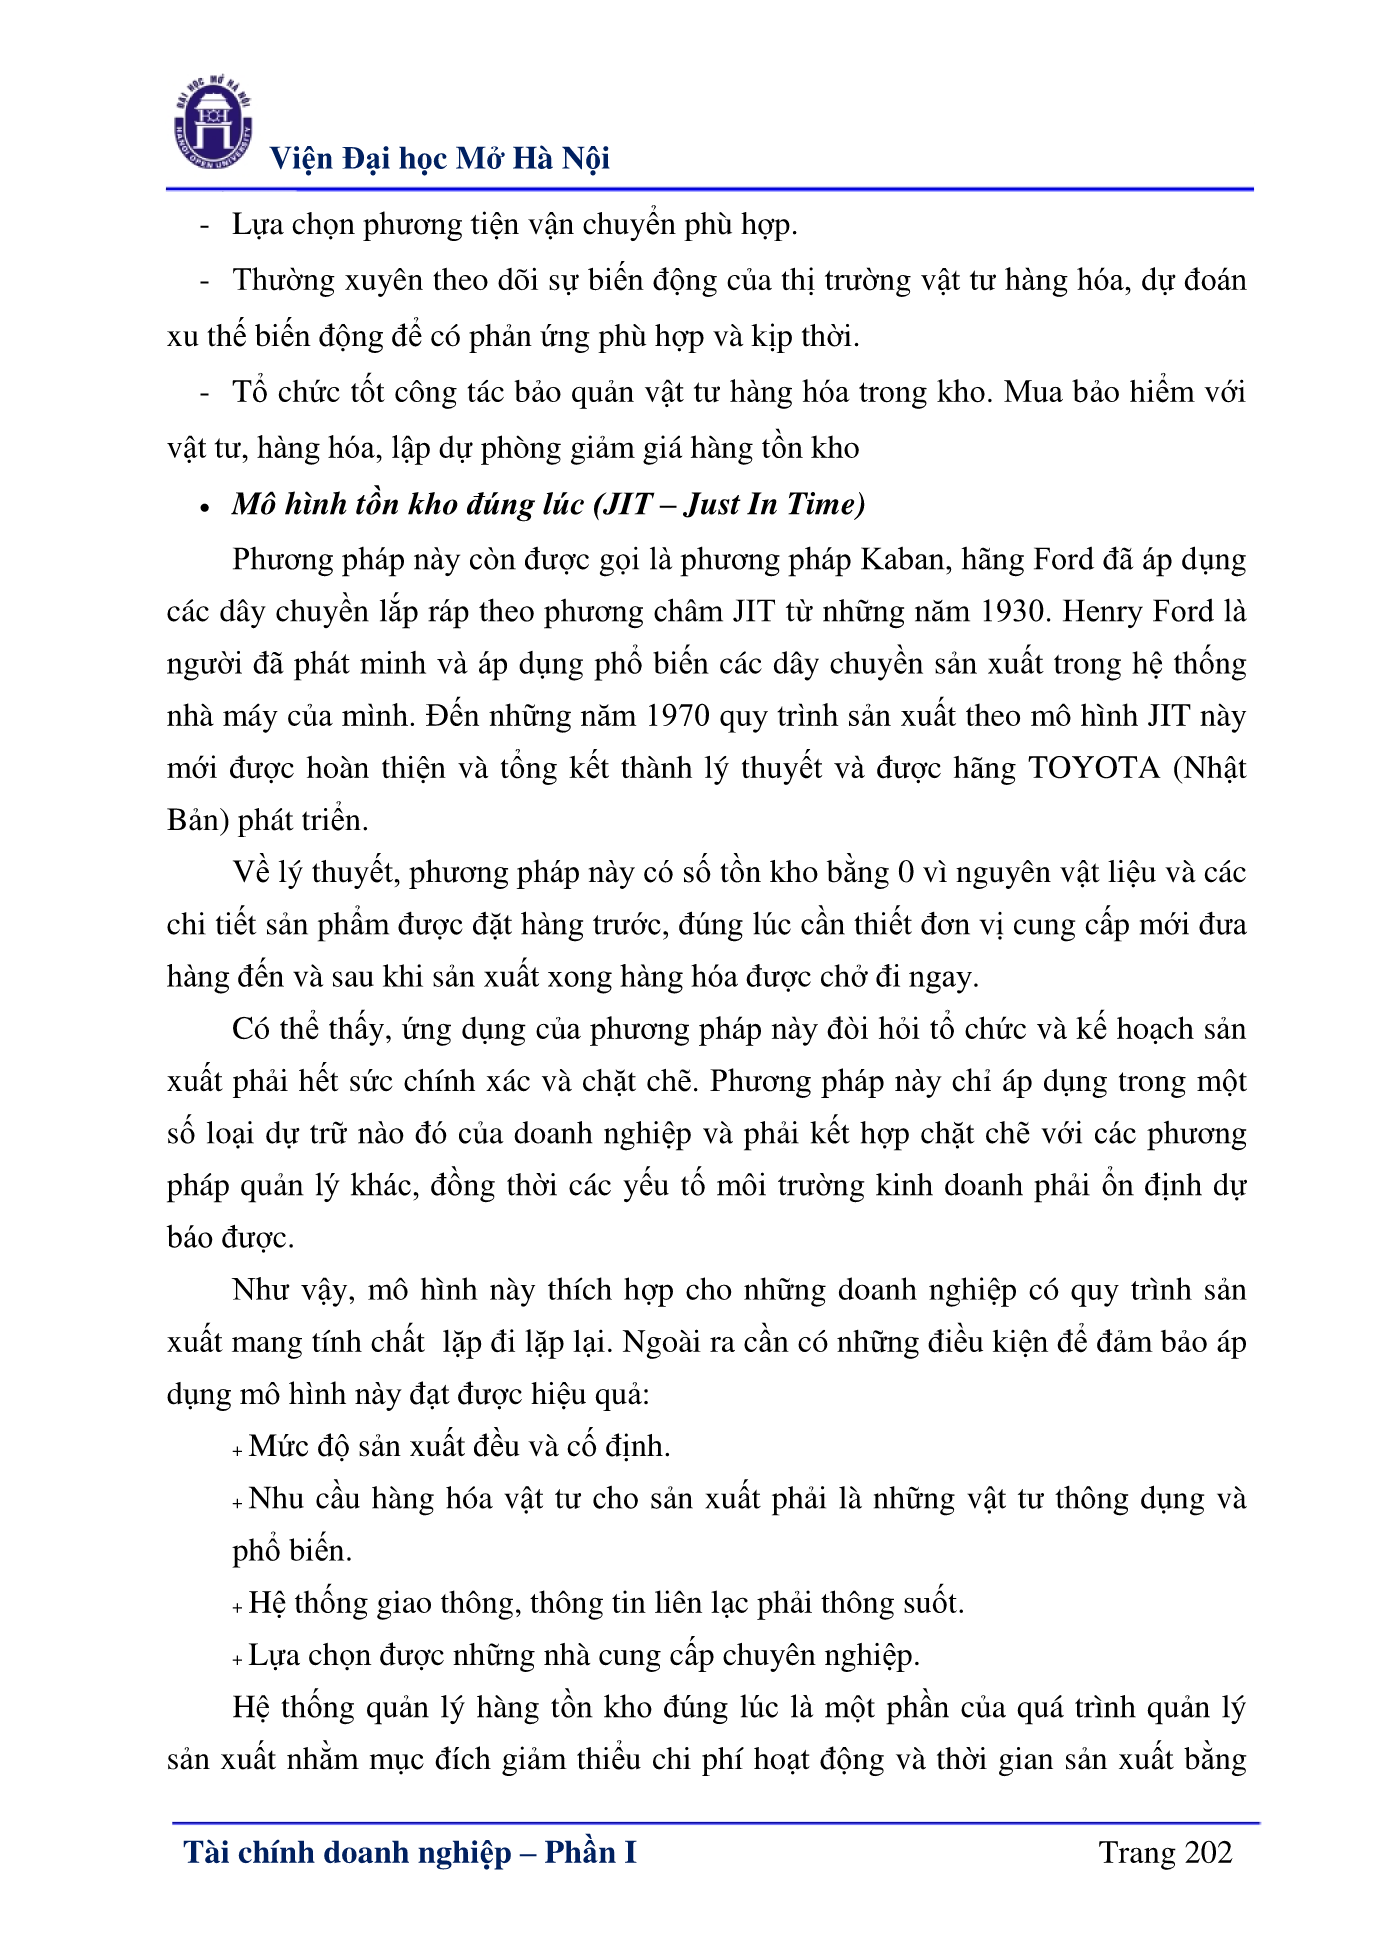 ĐẠI HỌC MỞ HÀ NỘI
HANOI OPEN UNIVERSITY
Viện Đại học Mở Hà Nội
- Lựa chọn phương tiện vận chuyển phù hợp.
- Thường xuyên theo dõi sự biến động của thị trường vật tư hàng hóa, dự đoán
xu thế biến động để có phản ứng phù hợp và kịp thời.
- Tổ chức tốt công tác bảo quản vật tư hàng hóa trong kho. Mua bảo hiểm với
vật tư, hàng hóa, lập dự phòng giảm giá hàng tồn kho
• Mô hình tồn kho đúng lúc (JIT – Just In Time)
Phương pháp này còn được gọi là phương pháp Kaban, hãng Ford đã áp dụng
các dây chuyền lắp ráp theo phương châm JIT từ những năm 1930. Henry Ford là
người đã phát minh và áp dụng phổ biến các dây chuyền sản xuất trong hệ thống
nhà máy của mình. Đến những năm 1970 quy trình sản xuất theo mô hình JIT này
mới được hoàn thiện và tổng kết thành lý thuyết và được hãng TOYOTA (Nhật
Bản) phát triển.
Về lý thuyết, phương pháp này có số tồn kho bằng 0 vì nguyên vật liệu và các
chi tiết sản phẩm được đặt hàng trước, đúng lúc cần thiết đơn vị cung cấp mới đưa
hàng đến và sau khi sản xuất xong hàng hóa được chở đi ngay.
Có thể thấy, ứng dụng của phương pháp này đòi hỏi tổ chức và kế hoạch sản
xuất phải hết sức chính xác và chặt chẽ. Phương pháp này chỉ áp dụng trong một
số loại dự trữ nào đó của doanh nghiệp và phải kết hợp chặt chẽ với các phương
pháp quản lý khác, đồng thời các yếu tố môi trường kinh doanh phải ổn định dự
báo được.
Như vậy, mô hình này thích hợp cho những doanh nghiệp có quy trình sản
xuất mang tính chất lặp đi lặp lại. Ngoài ra cần có những điều kiện để đảm bảo áp
dụng mô hình này đạt được hiệu quả:
+ Mức độ sản xuất đều và cố định.
+ Nhu cầu hàng hóa vật tư cho sản xuất phải là những vật tư thông dụng và
phổ biến.
+ Hệ thống giao thông, thông tin liên lạc phải thông suốt.
+ Lựa chọn được những nhà cung cấp chuyên nghiệp.
Hệ thống quản lý hàng tồn kho đúng lúc là một phần của quá trình quản lý
sản xuất nhằm mục đích giảm thiểu chi phí hoạt động và thời gian sản xuất bằng
Tài chính doanh nghiệp – Phần I
Trang 202